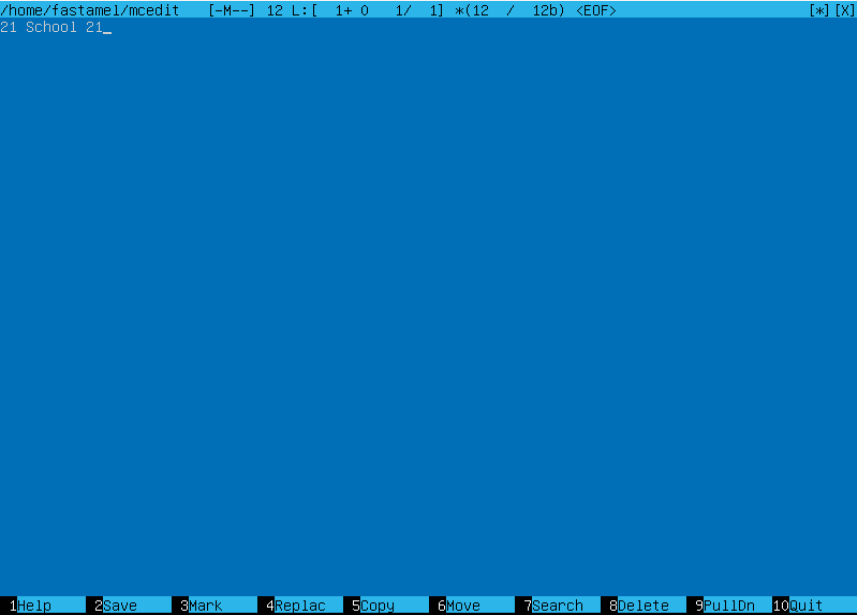 /home/fastamel/mcedit   [-M--] 12 L:[  1+ 0   1/  1] *(12  /  12b) <EOF>                    [*][X]
21 School 21_
1Help 2Save 3Mark 4Replac 5Copy 6Move 7Search 8Delete 9PullDn 10Quit